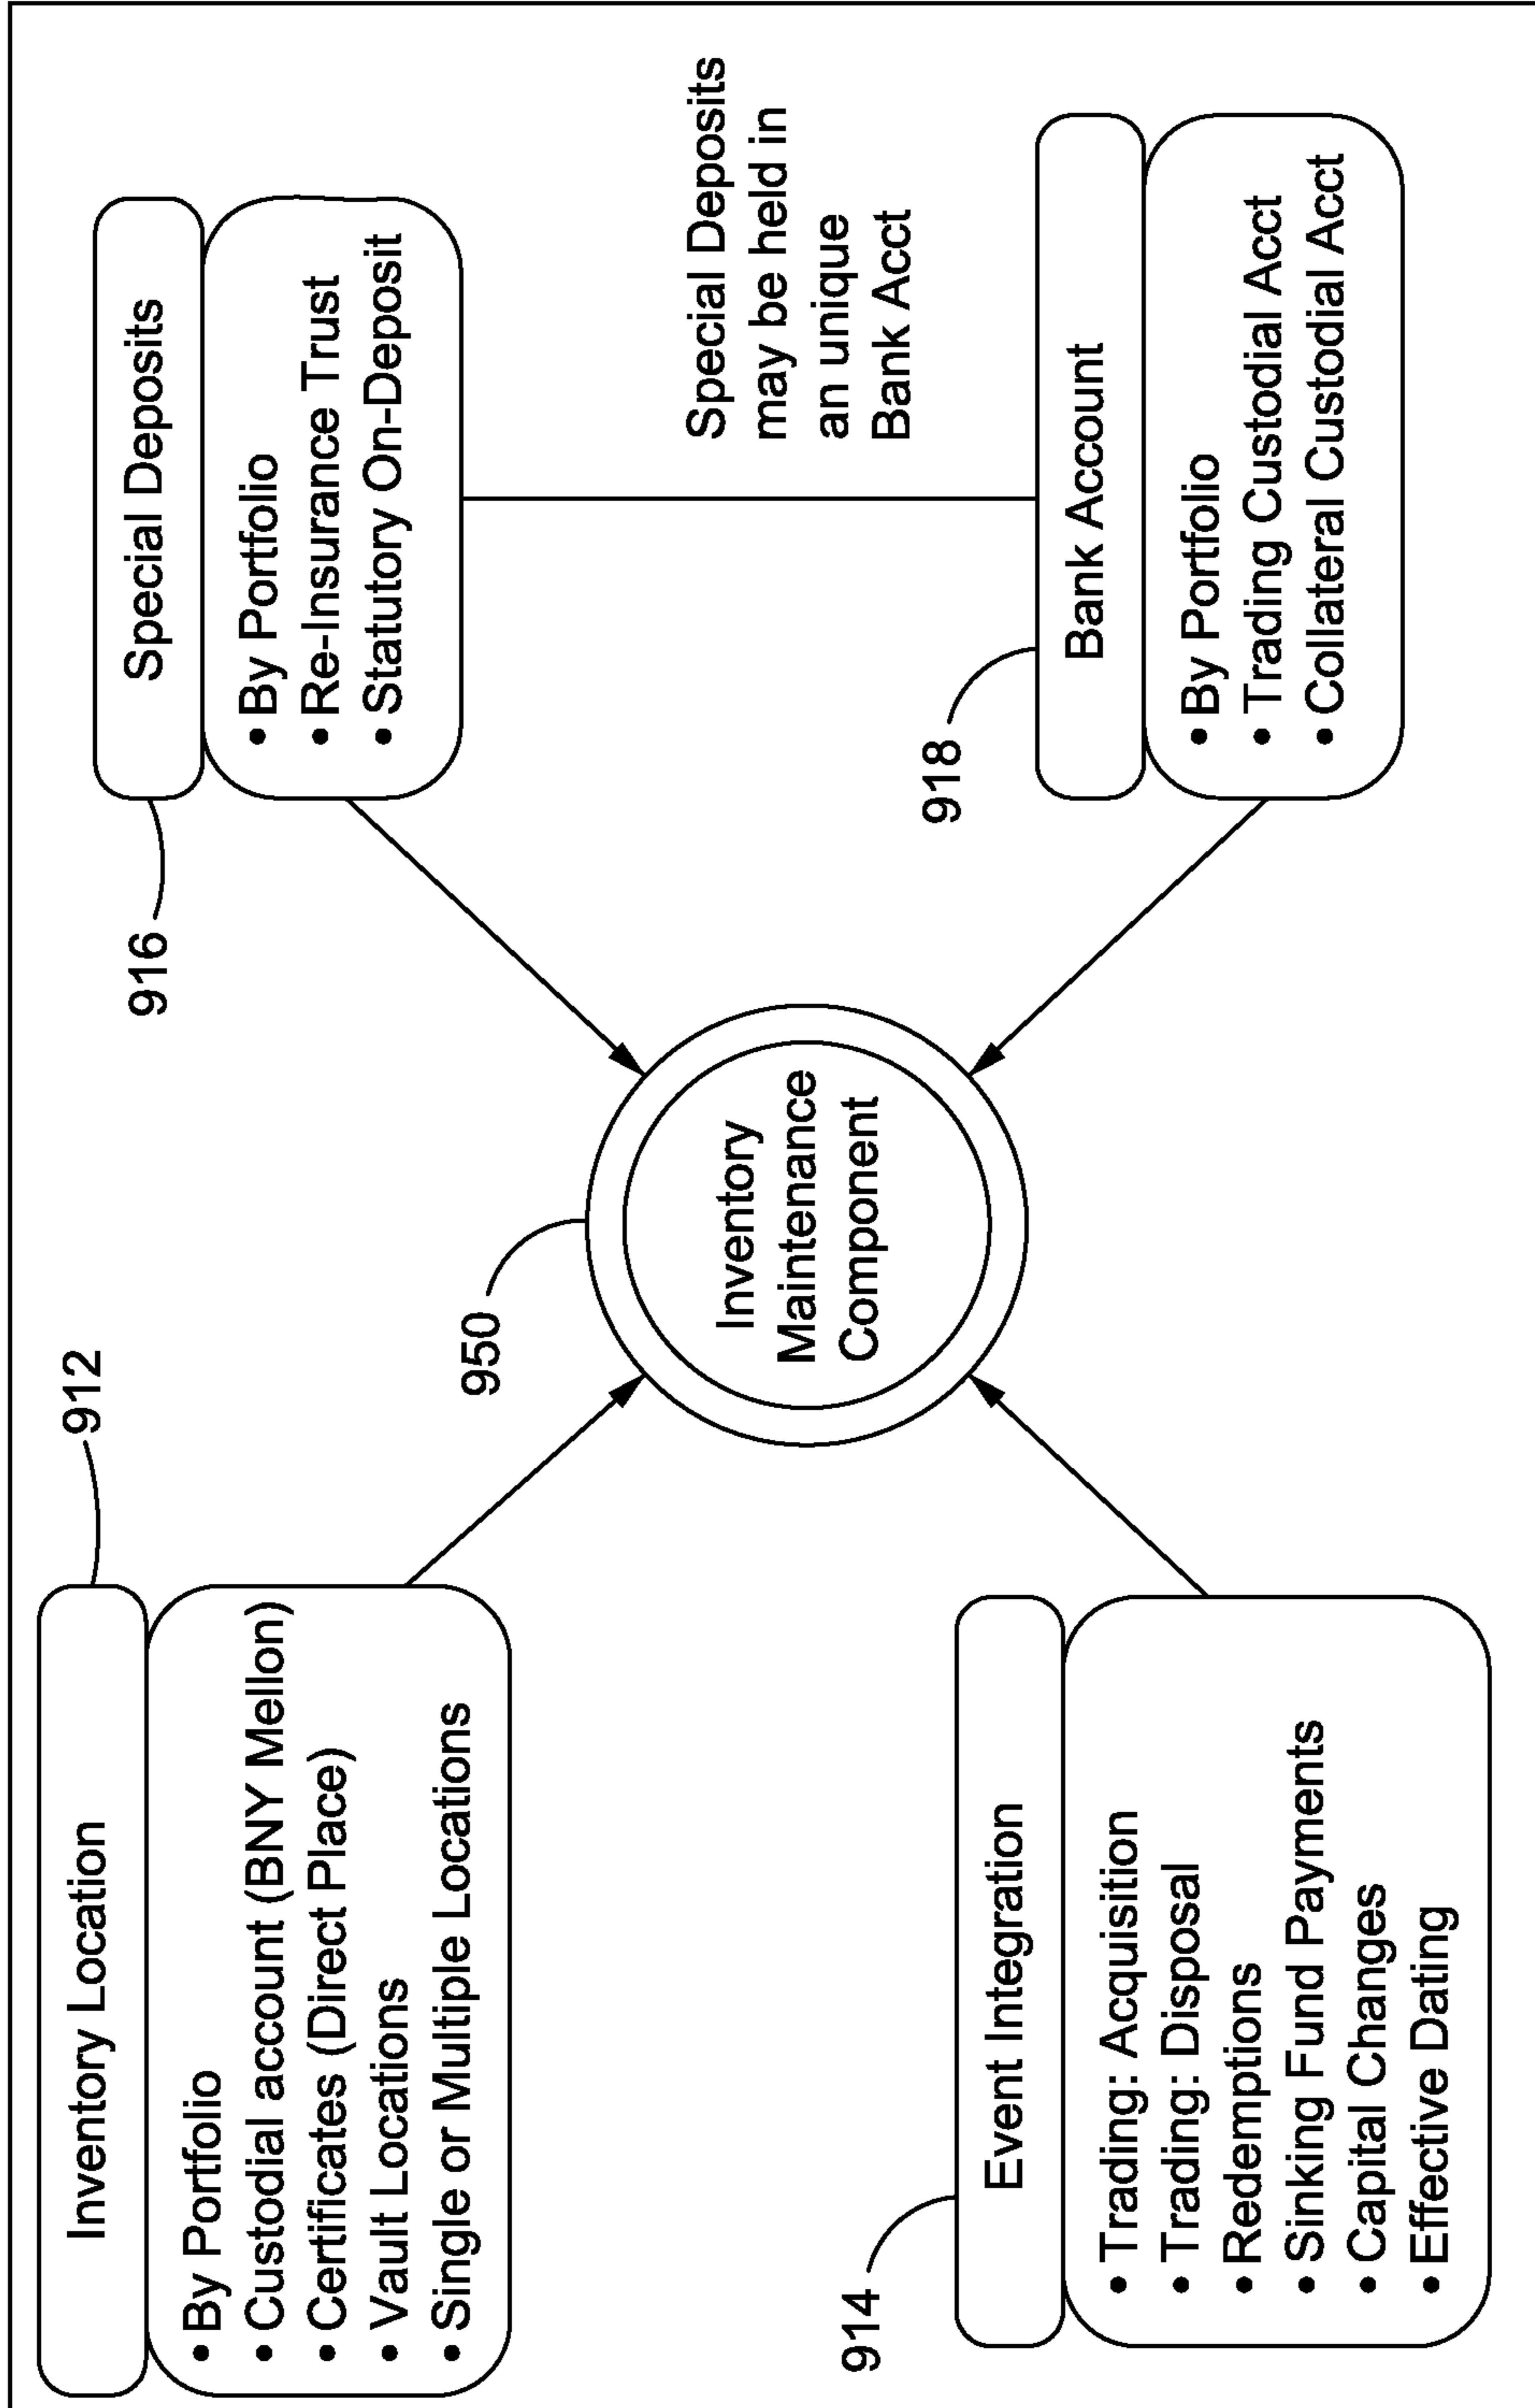 Inventory Location
912
• By Portfolio
• Custodial account (BNY Mellon)
• Certificates (Direct Place)
• Vault Locations
• Single or Multiple Locations
916
Special Deposits
• By Portfolio
• Re-Insurance Trust
• Statutory On-Deposit
950
Inventory
Maintenance
Component
Special Deposits
may be held in
an unique
Bank Acct
914
Event Integration
• Trading: Acquisition
• Trading: Disposal
• Redemptions
• Sinking Fund Payments
• Capital Changes
• Effective Dating
918
Bank Account
• By Portfolio
• Trading Custodial Acct
• Collateral Custodial Acct